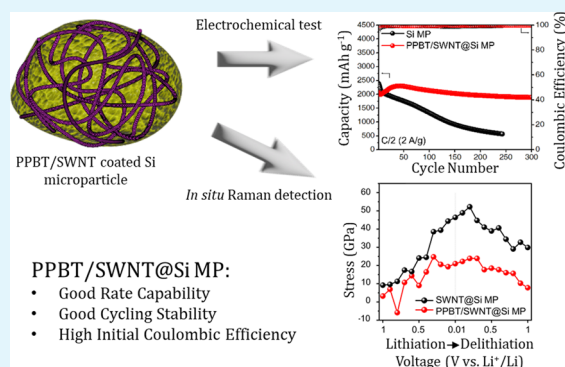 Electrochemical test
PPBT/SWNT coated Si
microparticle
In situ Raman detection
PPBT/SWNT@Si MP:
• Good Rate Capability
• Good Cycling Stability
• High Initial Coulombic Efficiency
Capacity (mAh g⁻¹)
4500
4000
3500
3000
2500
2000
1500
1000
500
0
Si MP
PPBT/SWNT@Si MP
C/2 (2 A/g)
50 100 150 200 250 300
Cycle Number
100
80
60
40
20
0
Coulombic Efficiency (%)
Stress (GPa)
60
50
40
30
20
10
0
-10
SWNT@Si MP
PPBT/SWNT@Si MP
1 0.5 0.01 0.5 1
Lithiation → Delithiation
Voltage (V vs. Li⁺/Li)